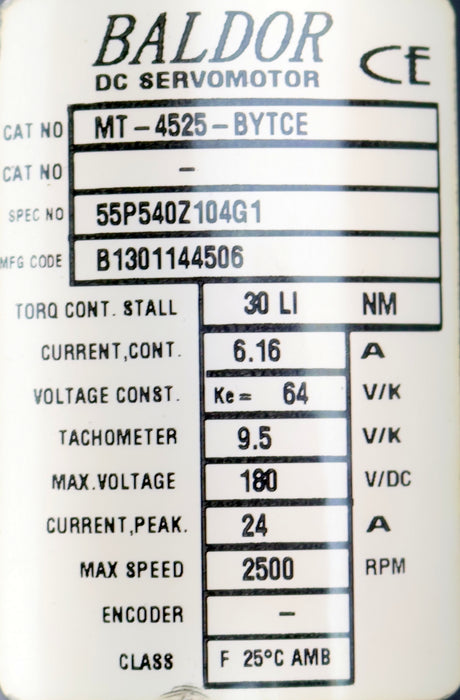 BALDOR
DC SERVOMOTOR CE
CAT NO MT-4525-BYTCE
CAT NO -
SPEC NO 55P540Z104G1
MFG CODE B1301144506
TORQ CONT. STALL 30 LI NM
CURRENT,CONT. 6.16 A
VOLTAGE CONST. Ke= 64 V/K
TACHOMETER 9.5 V/K
MAX.VOLTAGE 180 V/DC
CURRENT,PEAK. 24 A
MAX SPEED 2500 RPM
ENCODER -
CLASS F 25°C AMB